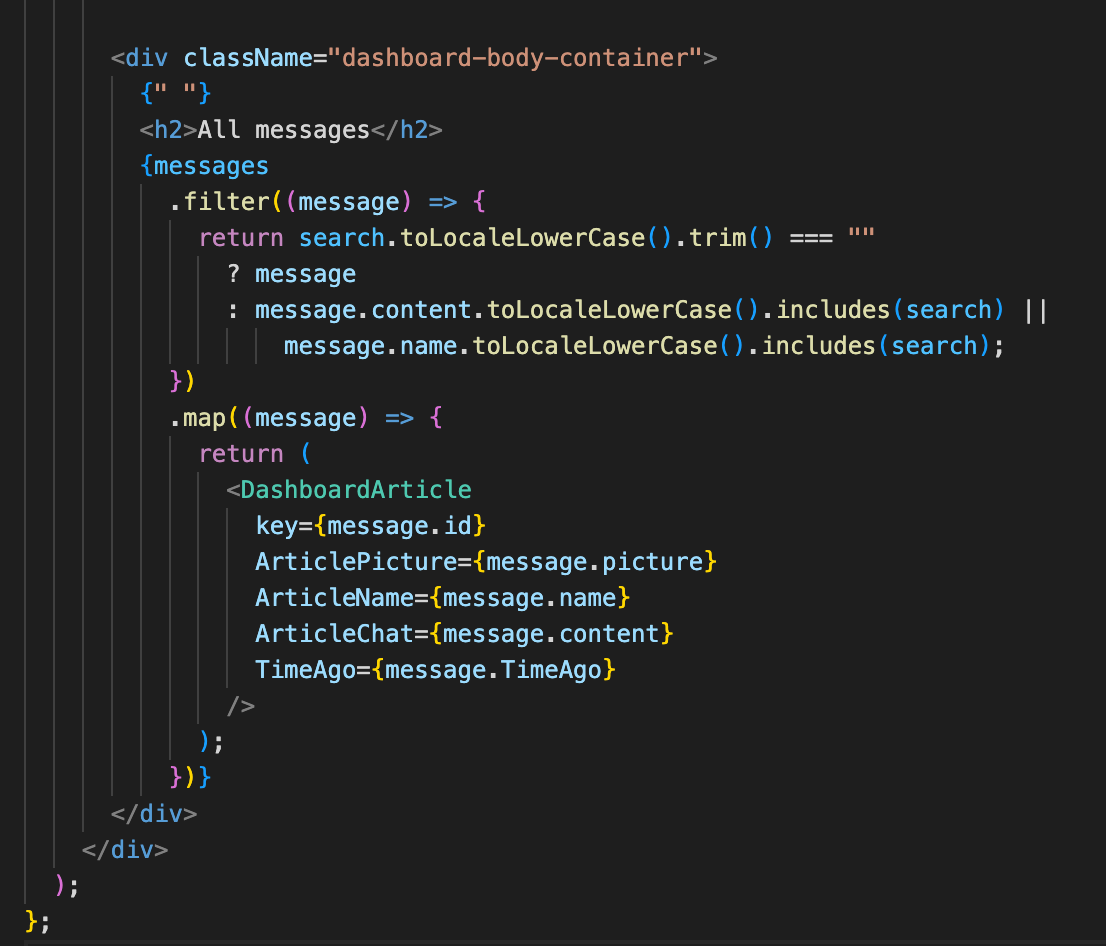 <div className="dashboard-body-container">
{" "}
<h2>All messages</h2>
{messages
.filter((message) => {
return search.toLocaleLowerCase().trim() === ""
? message
: message.content.toLocaleLowerCase().includes(search) ||
message.name.toLocaleLowerCase().includes(search);
})
.map((message) => {
return (
<DashboardArticle
key={message.id}
ArticlePicture={message.picture}
ArticleName={message.name}
ArticleChat={message.content}
TimeAgo={message.TimeAgo}
/>
);
})}
</div>
</div>
);
};